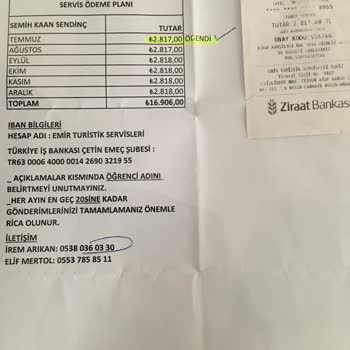 SERVİS ÖDEME PLANI
SEMİH KAAN SENDİNÇ TUTAR
TEMMUZ ₺2.817,00 ÖDENDİ
AĞUSTOS ₺2.817,00
EYLÜL ₺2.818,00
EKİM ₺2.818,00
KASIM ₺2.818,00
ARALIK ₺2.818,00
TOPLAM ₺16.906,00
IBAN BİLGİLERİ
HESAP ADI : EMİR TURİSTİK SERVİSLERİ
TÜRKİYE İŞ BANKASI ÇETİN EMEÇ ŞUBESİ :
TR63 0006 4000 0014 2690 3219 55
_ AÇIKLAMALAR KISMINDA ÖĞRENCİ ADINI
BELİRTMEYİ UNUTMAYINIZ.
_HER AYIN EN GEÇ 20SİNE KADAR
GÖNDERİMLERİNİZİ TAMAMLAMANIZ ÖNEMLE
RİCA OLUNUR.
İLETİŞİM
İREM ARIKAN: 0538 036 03 30
ELİF MERTOL: 0553 785 85 11
TUTAR 2.817,00 TL
ONAY KODU:
Ziraat Bankası